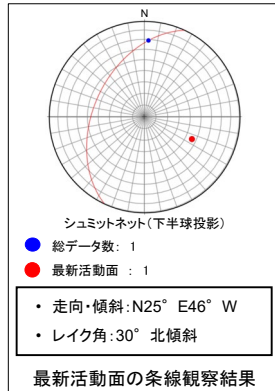 N
シュミットネット(下半球投影)
総データ数: 1
最新活動面 : 1
・ 走向・傾斜:N25°E46°W
・ レイク角:30°北傾斜
最新活動面の条線観察結果